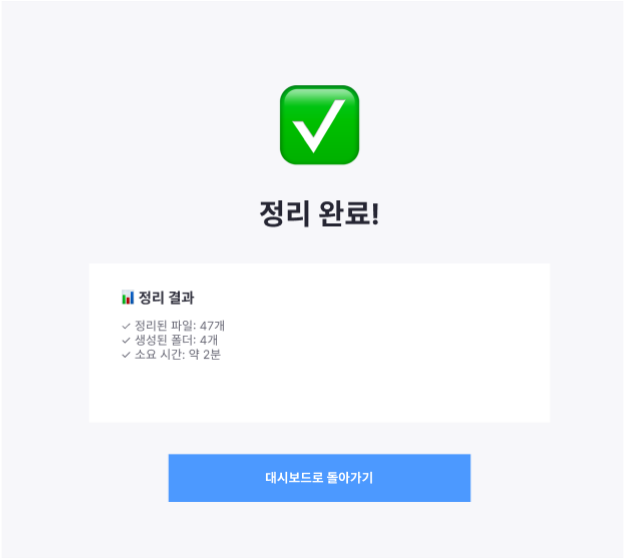 정리 완료!
📊 정리 결과
✓ 정리된 파일: 47개
✓ 생성된 폴더: 4개
✓ 소요 시간: 약 2분
대시보드로 돌아가기